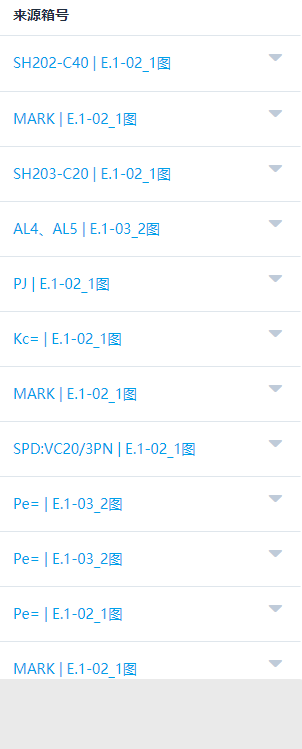 来源箱号
SH202-C40 | E.1-02_1图
MARK | E.1-02_1图
SH203-C20 | E.1-02_1图
AL4、AL5 | E.1-03_2图
PJ | E.1-02_1图
Kc= | E.1-02_1图
MARK | E.1-02_1图
SPD:VC20/3PN | E.1-02_1图
Pe= | E.1-03_2图
Pe= | E.1-03_2图
Pe= | E.1-02_1图
MARK | E.1-02_1图